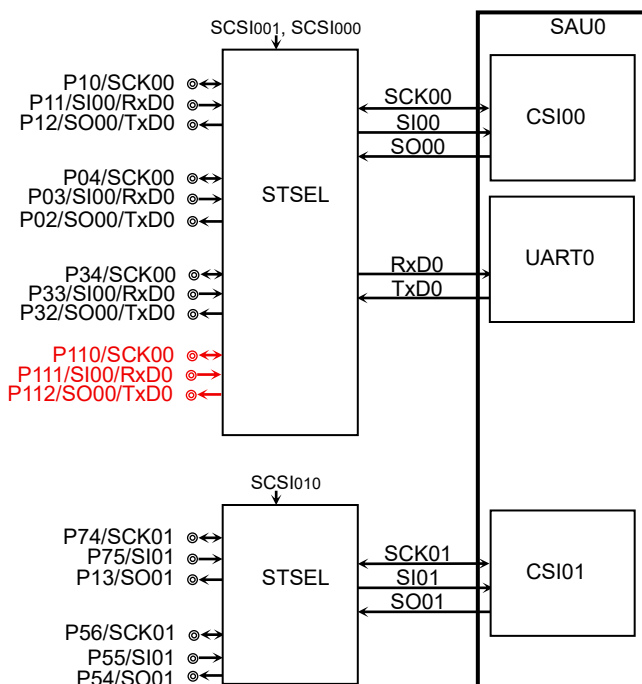 SCSI001, SCSI000
SAU0
P10/SCK00
P11/SI00/RxD0
P12/SO00/TxD0
SCK00
SI00
SO00
CSI00
P04/SCK00
P03/SI00/RxD0
P02/SO00/TxD0
STSEL
P34/SCK00
P33/SI00/RxD0
P32/SO00/TxD0
RxD0
TxD0
UART0
P110/SCK00
P111/SI00/RxD0
P112/SO00/TxD0
SCSI010
P74/SCK01
P75/SI01
P13/SO01
STSEL
SCK01
SI01
SO01
CSI01
P56/SCK01
P55/SI01
P54/SO01